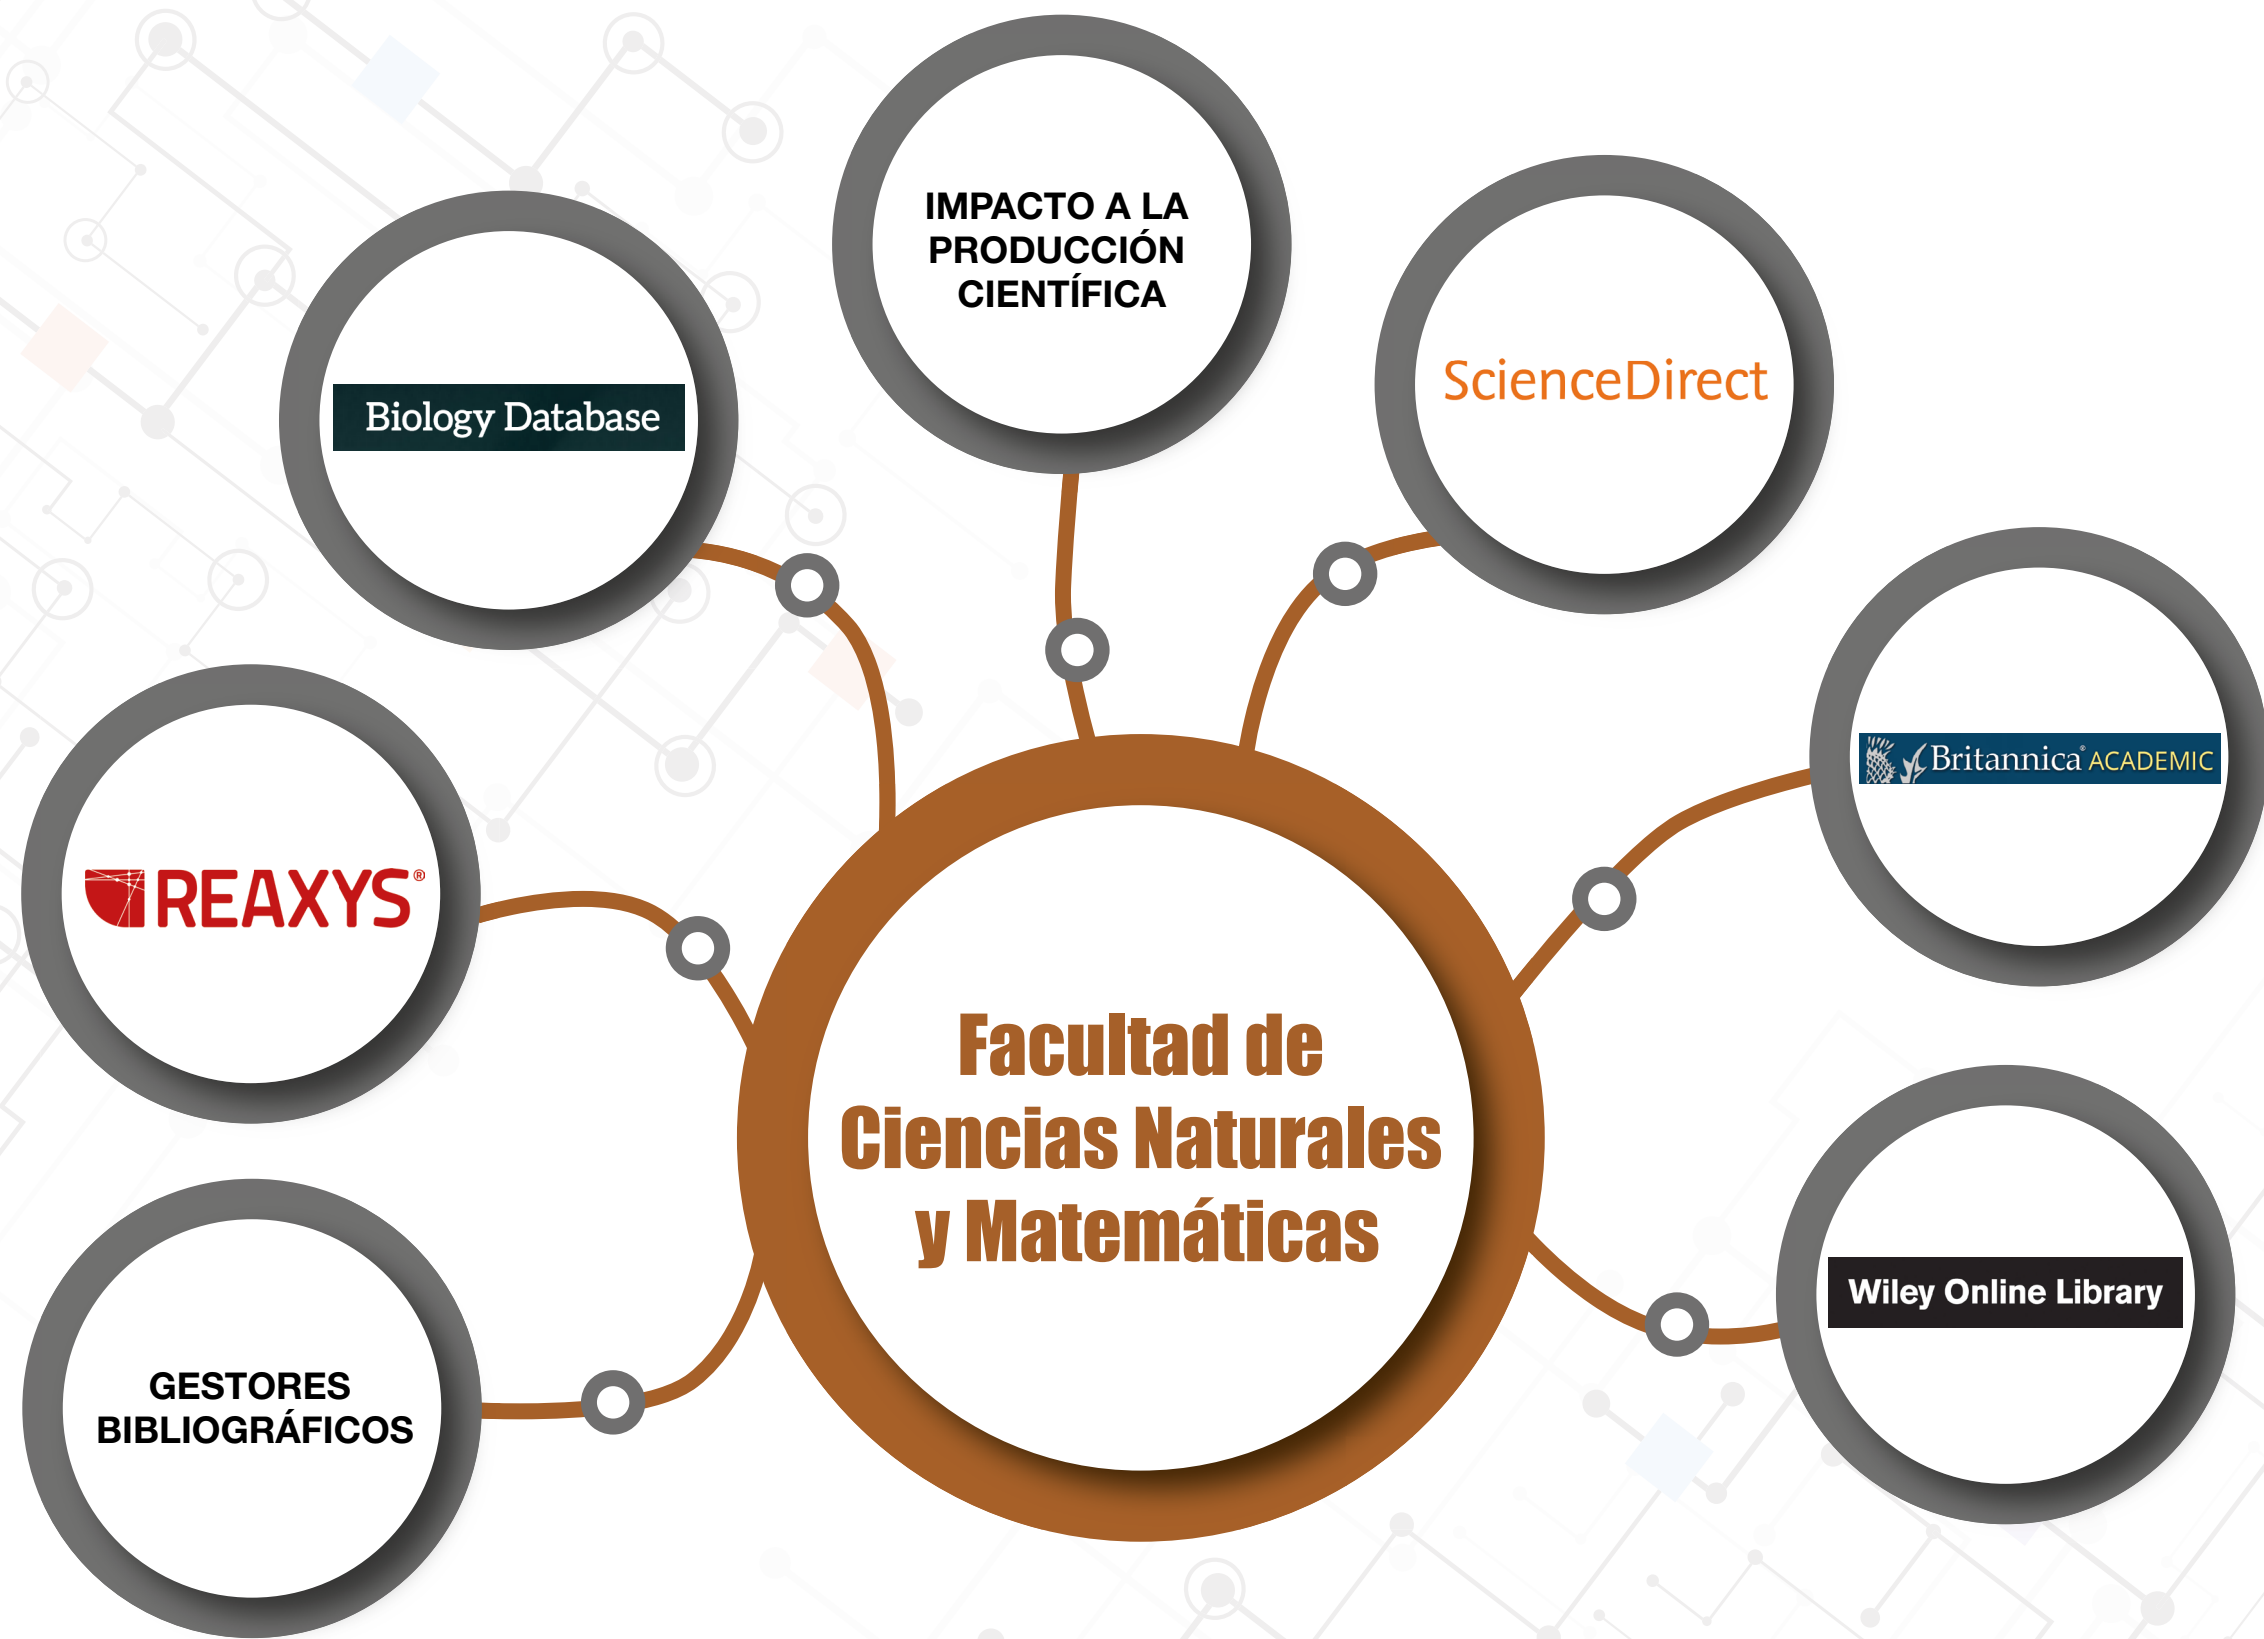 IMPACTO A LA
PRODUCCIÓN
CIENTÍFICA
Biology Database
ScienceDirect
Britannica® ACADEMIC
REAXYS®
Facultad de
Ciencias Naturales
y Matemáticas
Wiley Online Library
GESTORES
BIBLIOGRÁFICOS